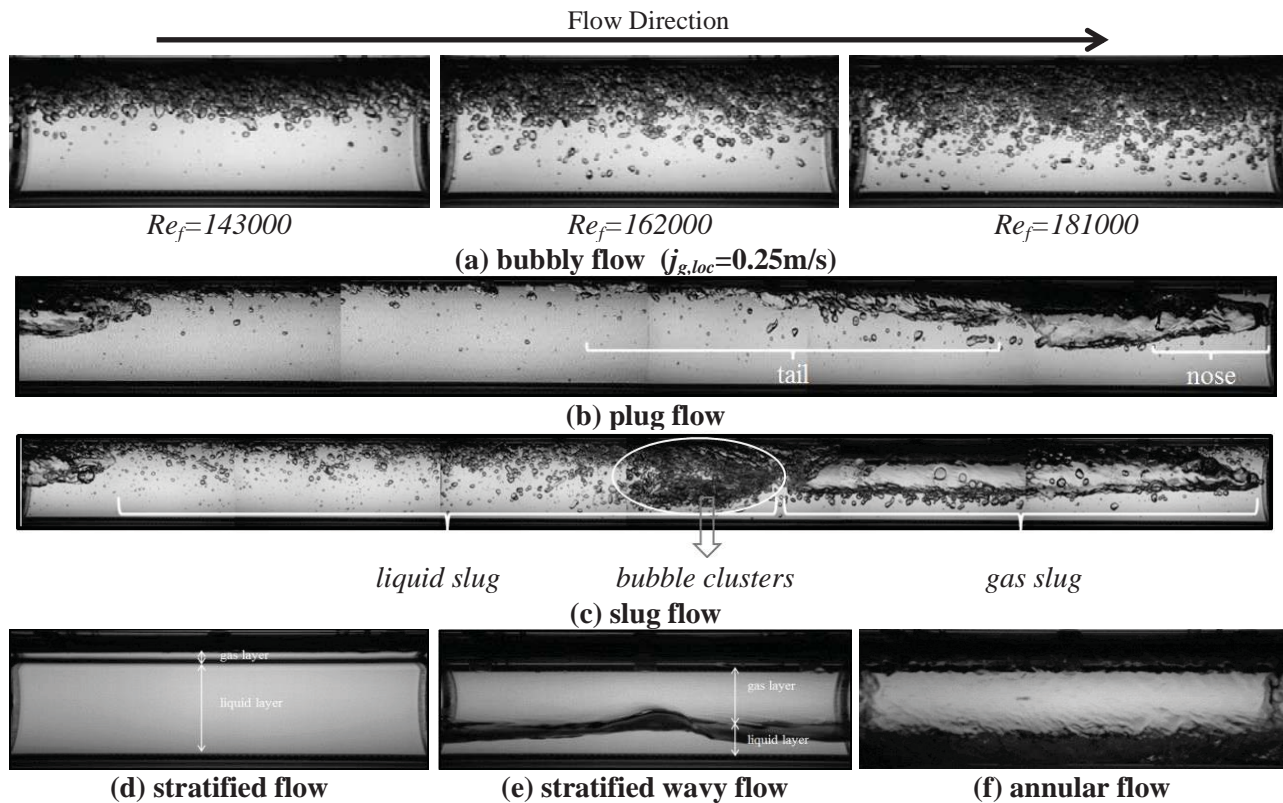 Flow Direction
Re_f=143000
Re_f=162000
Re_f=181000
(a) bubbly flow (j_g,loc=0.25m/s)
tail
nose
(b) plug flow
liquid slug
bubble clusters
gas slug
(c) slug flow
gas layer
liquid layer
gas layer
liquid layer
(d) stratified flow
(e) stratified wavy flow
(f) annular flow